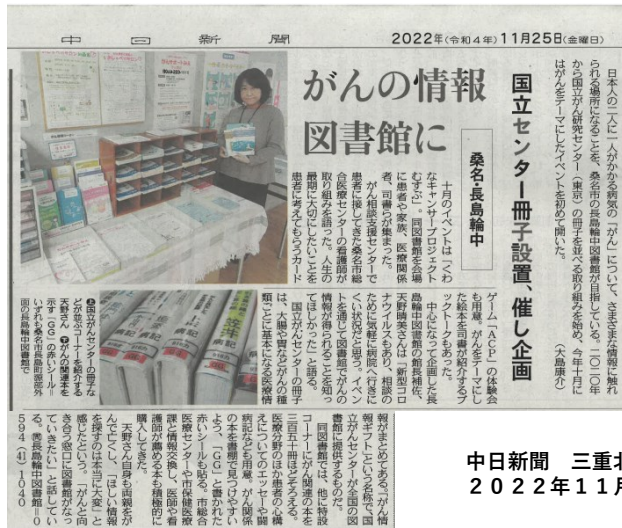 中日新聞
2022年(令和4年)11月25日(金曜日)
がんの情報
図書館に
桑名・長島輪中
国立センター冊子設置、催し企画
日本人の二人に一人がかかる病気の「がん」について、さまざまな情報に触れ
られる場所になることを、桑名市の長島輪中図書館が目指している。二〇二〇年
から国立がん研究センター(東京)の冊子を並べる取り組みを始め、今年十月に
はがんをテーマにしたイベントを初めて開いた。
(大島康介)
十月のイベントは「くわ
なキャンサープロジェクト
むすぶ」。同図書館を会場
に患者や家族、医療関係
者、司書らが集まった。
がん相談支援センターで
患者に接してきた桑名市総
合医療センターの看護師が
取り組みを語った。人生の
最期に大切にしたいことを
患者に考えてもらうカード
ゲーム「ACP」の体験会
も用意。がんをテーマにし
た絵本を司書が紹介するブ
ックトークもあった。
中心になって企画した長
島輪中図書館の館長補佐、
天野晴美さんは「新型コロ
ナウイルスもあり、相談の
ために気軽に病院へ行きに
くい状況だと思う。イベン
トを通じて図書館でがんの
情報が得られることを知っ
てほしかった」と語る。
国立がんセンターの冊子
は、大腸や胃などがんの種
類ごとに基本になる医療情
報がまとめてある。「がん情
報ギフト」という名称で、国
立がんセンターが全国の図
書館に提供するものだ。
同図書館では、他に特設
コーナーにがん関連の本を
三百五十冊ほどそろえる。
医療分野のほか患者の心構
えについてのエッセーや闘
病記なども用意。がん関係
の本を書棚で見つけやすい
よう、「GG」と書かれた
赤いシールも貼る。市総合
医療センターや市保健医療
課と情報交換し、医師や看
護師が薦める本も積極的に
購入してきた。
天野さん自身も両親をが
んで亡くし、「ほしい情報
を探すのは本当に大変」と
感じたという。「がんと向
き合う窓口に図書館がなっ
ていきたい」と話してい
る。㉄長島輪中図書館=0
594(41)1040
㊤国立がんセンターの冊子な
どが並ぶコーナーを紹介する
天野さん㊦がんの関連本を
示す「GG」の赤いシール=
いずれも桑名市長島町源部外
面の長島輪中図書館で
中日新聞 三重北
2022年11月